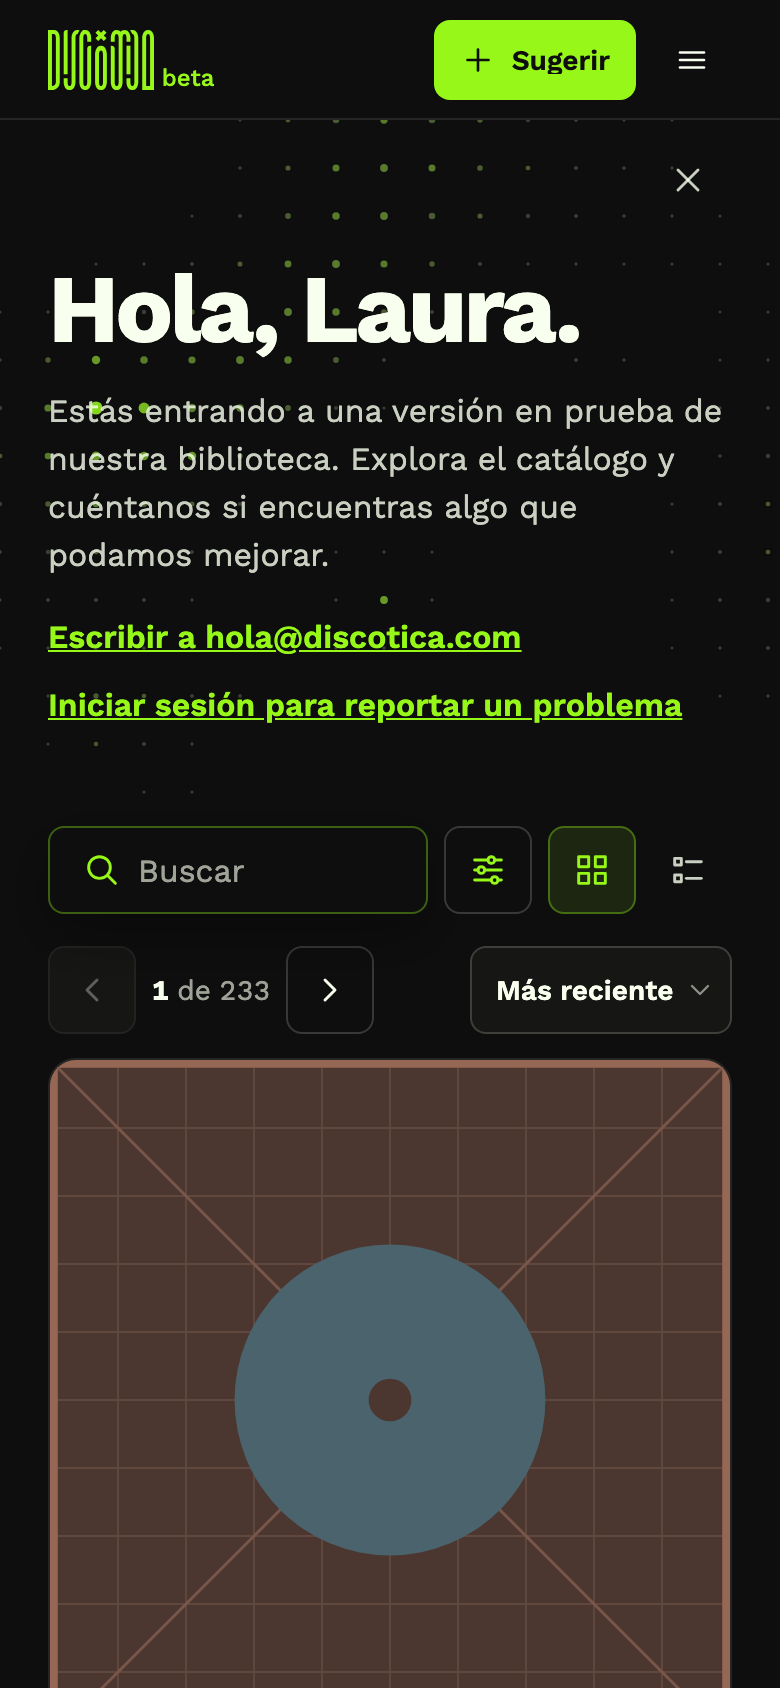 beta
Sugerir
Hola, Laura.
Estás entrando a una versión en prueba de
nuestra biblioteca. Explora el catálogo y
cuéntanos si encuentras algo que
podamos mejorar.
Escribir a hola@discotica.com
Iniciar sesión para reportar un problema
Buscar
1 de 233
Más reciente